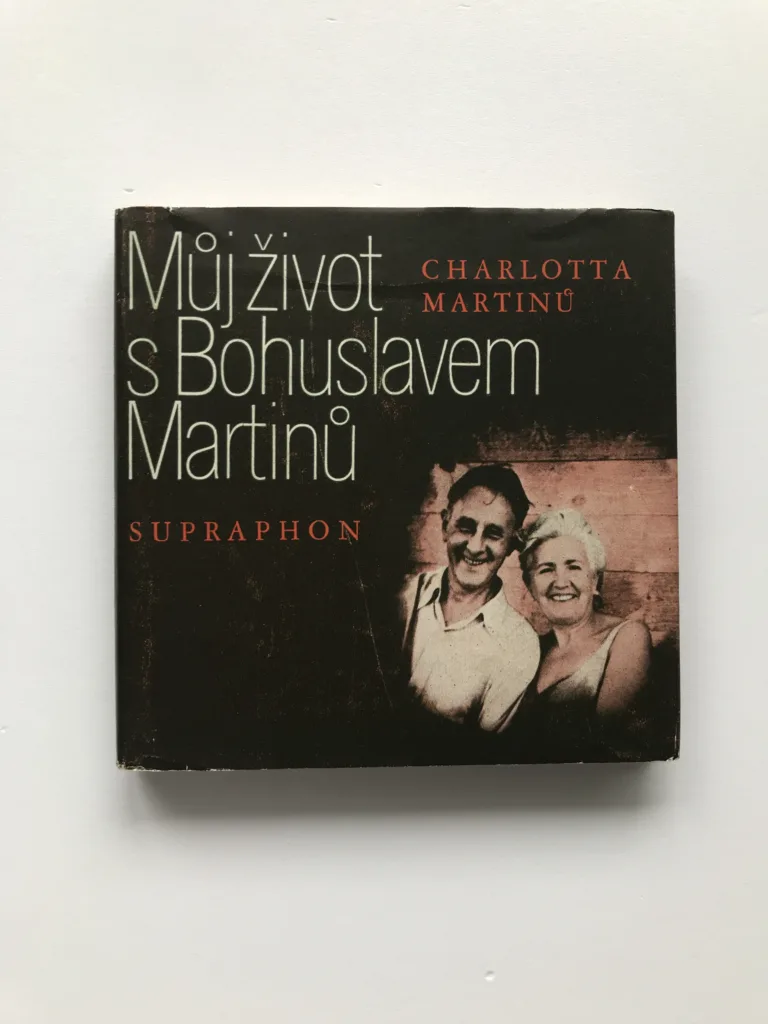 Můj život
s Bohuslavem
Martinů
CHARLOTTA
MARTINŮ
SUPRAPHON